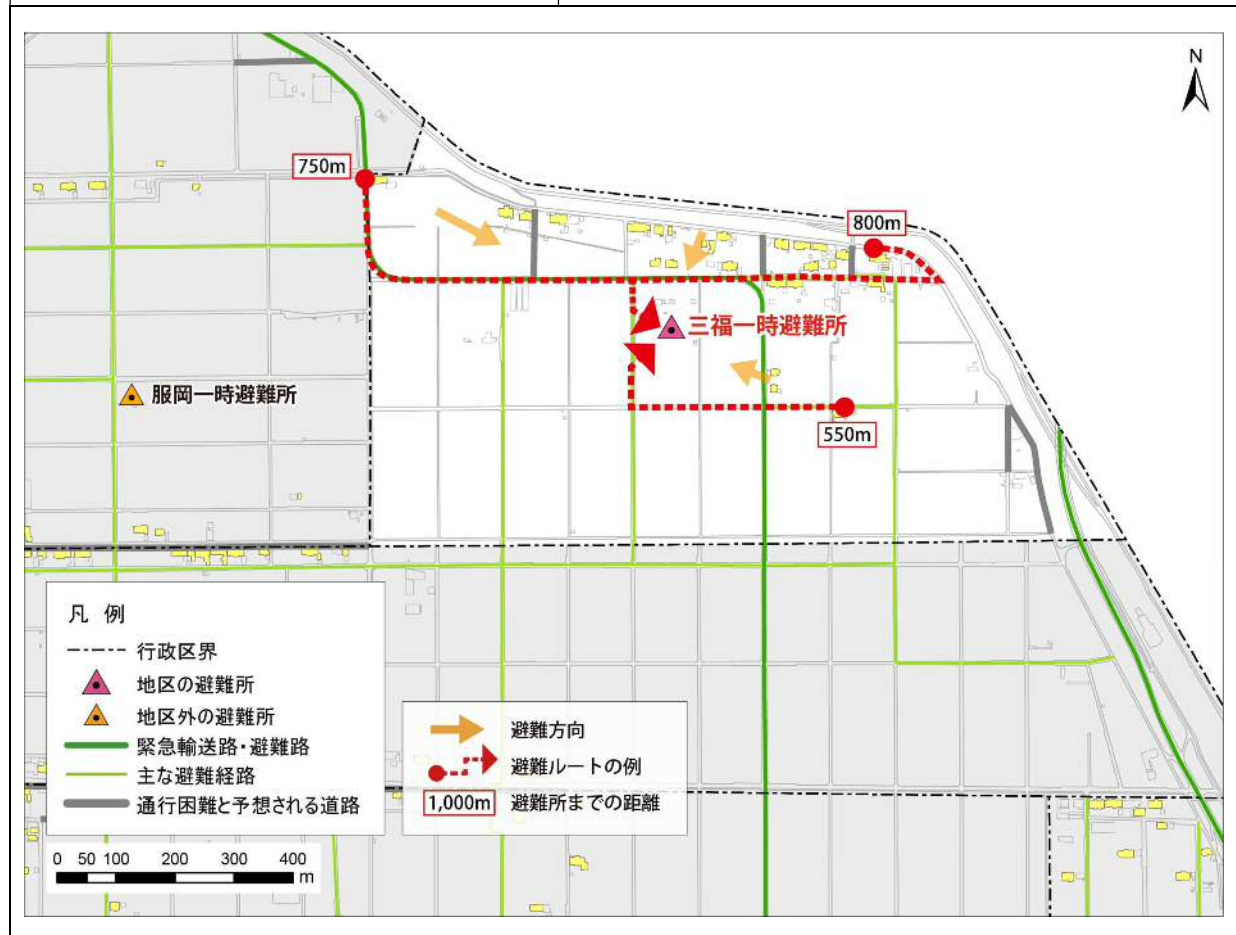 N
750m
800m
三福一時避難所
服岡一時避難所
550m
凡 例
行政区界
地区の避難所
地区外の避難所
緊急輸送路・避難路
主な避難経路
通行困難と予想される道路
避難方向
避難ルートの例
1,000m 避難所までの距離
0 50 100 200 300 400
m